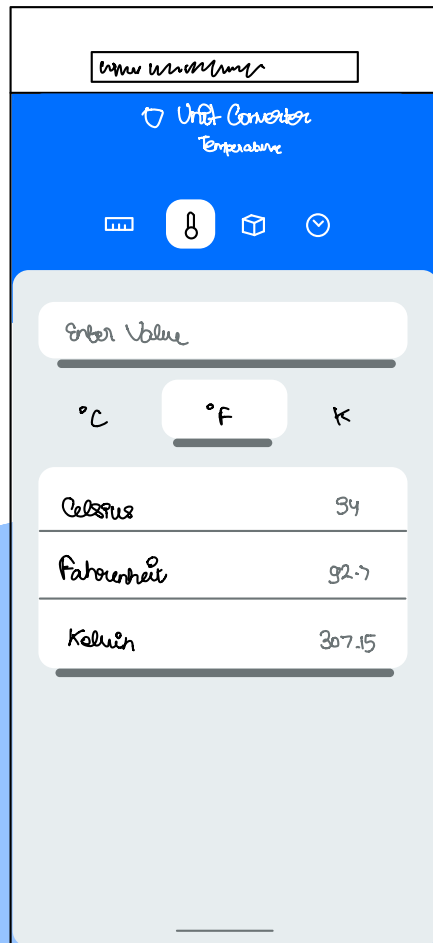 Unit Converter
Temperature
Enter Value
°C °F K
Celsius 34
Fahrenheit 92.7
Kelvin 307.15